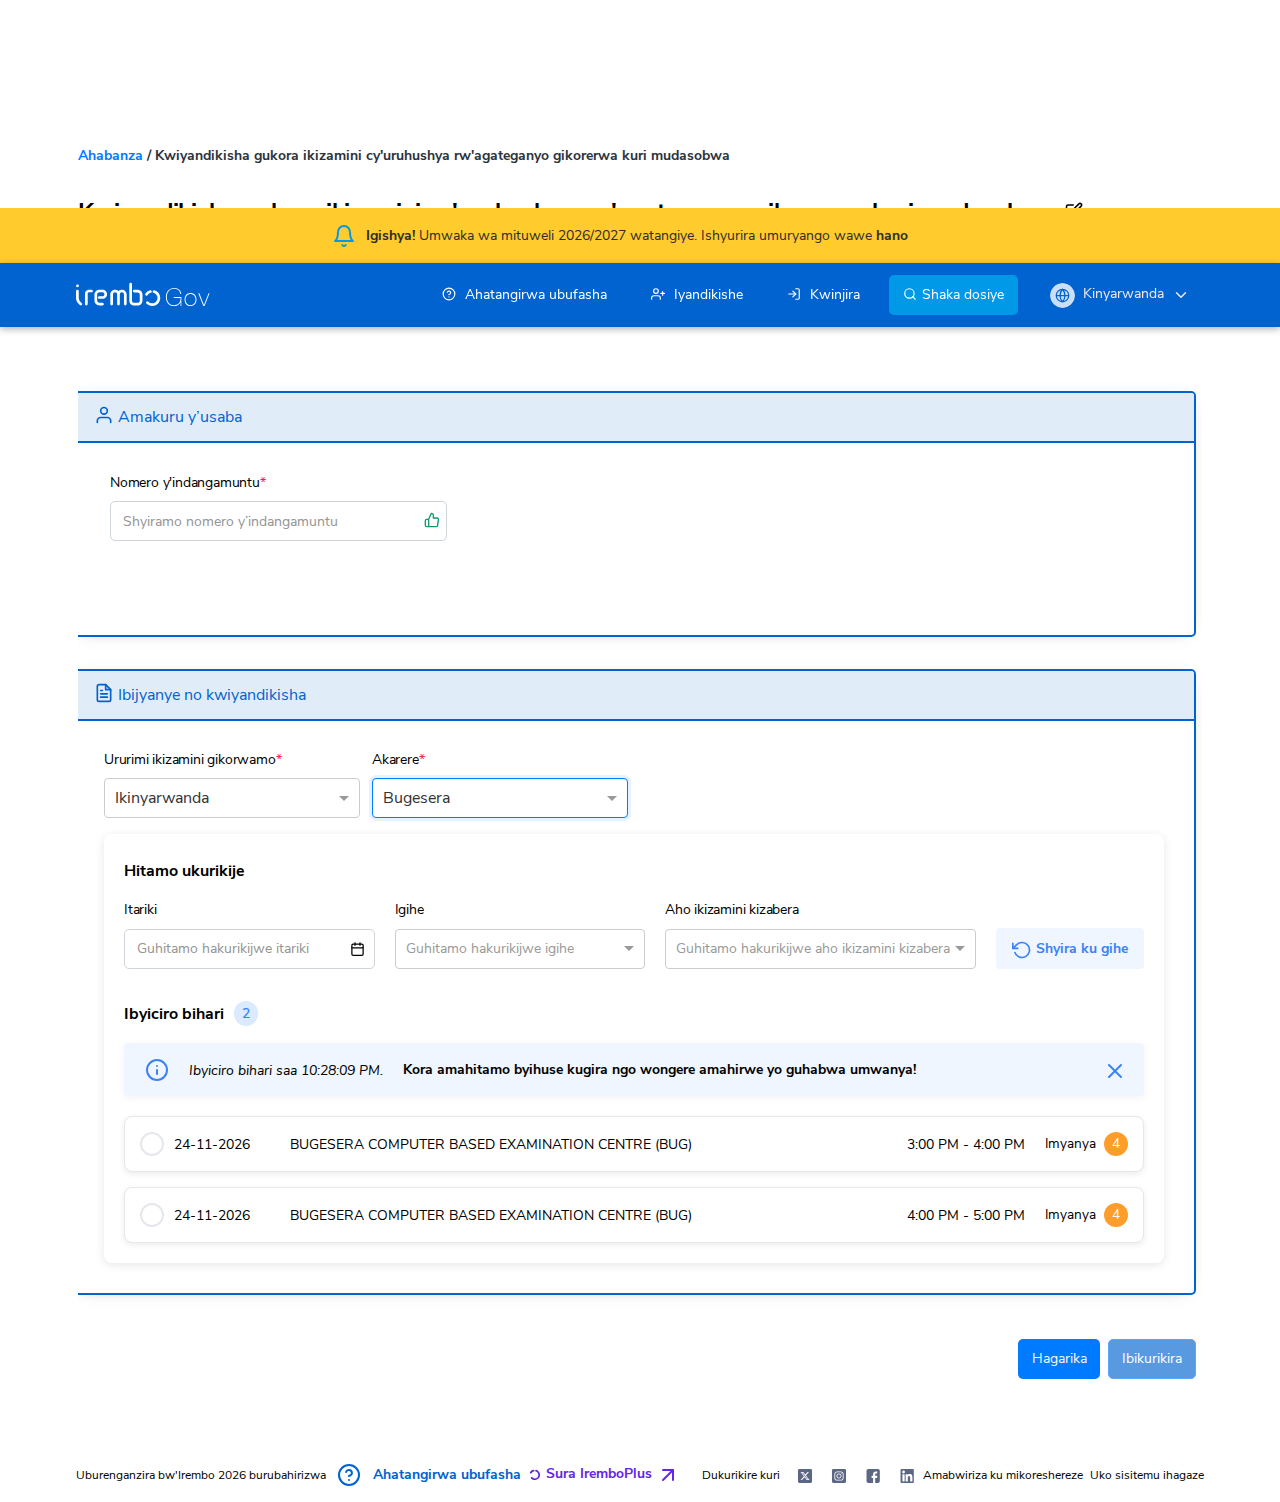 Ahabanza / Kwiyandikisha gukora ikizamini cy'uruhushya rw'agateganyo gikorerwa kuri mudasobwa
Igishya! Umwaka wa mituweli 2026/2027 watangiye. Ishyurira umuryango wawe hano
irembo Gov
Ahatangirwa ubufasha
Iyandikishe
Kwinjira
Shaka dosiye
Kinyarwanda
Amakuru y’usaba
Nomero y'indangamuntu*
Shyiramo nomero y'indangamuntu
Ibijyanye no kwiyandikisha
Ururimi ikizamini gikorwamo*
Akarere*
Ikinyarwanda
Bugesera
Hitamo ukurikije
Itariki
Igihe
Aho ikizamini kizabera
Guhitamo hakurikijwe itariki
Guhitamo hakurikijwe igihe
Guhitamo hakurikijwe aho ikizamini kizabera
Shyira ku gihe
Ibyiciro bihari 2
Ibyiciro bihari saa 10:28:09 PM. Kora amahitamo byihuse kugira ngo wongere amahirwe yo guhabwa umwanya!
24-11-2026 BUGESERA COMPUTER BASED EXAMINATION CENTRE (BUG) 3:00 PM - 4:00 PM Imyanya 4
24-11-2026 BUGESERA COMPUTER BASED EXAMINATION CENTRE (BUG) 4:00 PM - 5:00 PM Imyanya 4
Hagarika
Ibikurikira
Uburenganzira bw'Irembo 2026 burubahirizwa
Ahatangirwa ubufasha
Sura IremboPlus
Dukurikire kuri
Amabwiriza ku mikoreshereze
Uko sisitemu ihagaze